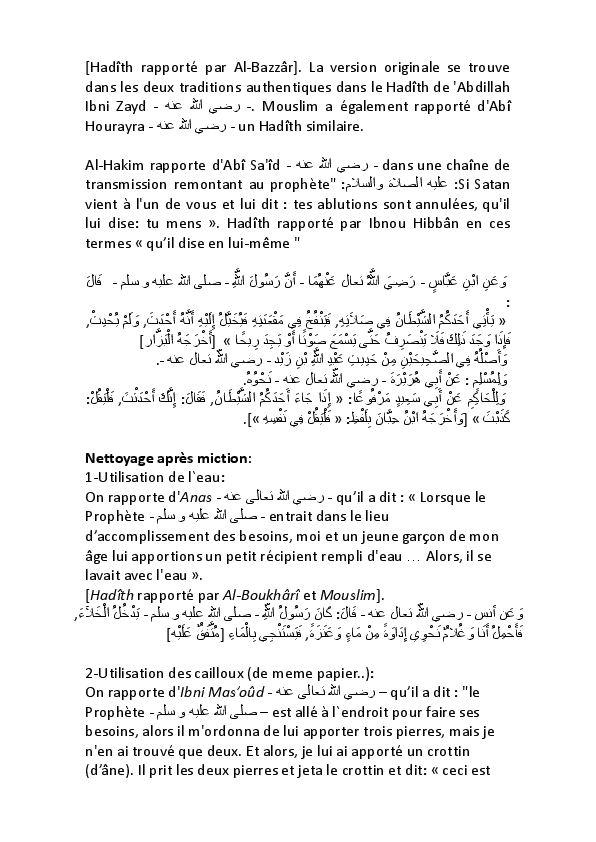 [Hadîth rapporté par Al-Bazzâr]. La version originale se trouve
dans les deux traditions authentiques dans le Hadîth de 'Abdillah
Ibni Zayd - رضي الله عنه -. Mouslim a également rapporté d'Abî
Hourayra - رضي الله عنه - un Hadîth similaire.
Al-Hakim rapporte d'Abî Sa'îd - رضي الله عنه - dans une chaîne de
transmission remontant au prophète" :عليه الصلاة والسلام :Si Satan
vient à l'un de vous et lui dit : tes ablutions sont annulées, qu'il
lui dise: tu mens ». Hadîth rapporté par Ibnou Hibbân en ces
termes « qu’il dise en lui-même "
وَعَنِ ابْنِ عَبَّاسٍ - رَضِيَ اللَّهُ تعال عَنْهُمَا - أَنَّ رَسُولَ اللَّهِ - صلى الله عليه و سلم - قَالَ
:
« يَأْتِي أَحَدَكُمُ الشَّيْطَانُ فِي صَلَاتِهِ, فَيَنْفُخُ فِي مَقْعَدَتِهِ فَيُخَيَّلُ إِلَيْهِ أَنَّهُ أَحْدَثَ, وَلَمْ يُحْدِثْ,
فَإِذَا وَجَدَ ذَلِكَ فَلَا يَنْصَرِفُ حَتَّى يَسْمَعَ صَوْتًا أَوْ يَجِدَ رِيحًا » [أَخْرَجَهُ الْبَزَّار]
وَأَصْلُهُ فِي الصَّحِيحَيْنِ مِنْ حَدِيثِ عَبْدِ اللَّهِ بْنِ زَيْد - رضي الله تعال عنه -.
وَلِمُسْلِمٍ : عَنْ أَبِي هُرَيْرَةَ - رضي الله تعال عنه - نَحْوُهُ.
وَلِلْحَاكِمِ عَنْ أَبِي سَعِيدٍ مَرْفُوعًا: « إِذَا جَاءَ أَحَدَكُمُ الشَّيْطَانُ, فَقَالَ: إِنَّكَ أَحْدَثْتَ, فَلْيَقُلْ:
كَذَبْتَ » [وَأَخْرَجَهُ ابْنُ حِبَّانَ بِلَفْظِ: « فَلْيَقُلْ فِي نَفْسِهِ »].
Nettoyage après miction:
1-Utilisation de l`eau:
On rapporte d'Anas - رضي الله تعالى عنه - qu’il a dit : « Lorsque le
Prophète - صلى الله عليه و سلم - entrait dans le lieu
d’accomplissement des besoins, moi et un jeune garçon de mon
âge lui apportions un petit récipient rempli d'eau … Alors, il se
lavait avec l'eau ».
[Hadîth rapporté par Al-Boukhârî et Mouslim].
وَعَن أنس - رضي الله تعال عنه - قَالَ: كَانَ رَسُولُ اللَّهِ - صلى الله عليه و سلم - يَدْخُلُ الْخَلَاءَ,
فَأَحْمِلُ أَنَا وَغُلَامٌ نَحْوِي إِدَاوَةً مِنْ مَاءٍ وَعَنَزَةً, فَيَسْتَنْجِي بِالْمَاءِ [مُتَّفَقٌ عَلَيْه]
2-Utilisation des cailloux (de meme papier..):
On rapporte d'Ibni Mas’oûd - رضي الله تعالى عنه – qu’il a dit : "le
Prophète - صلى الله عليه و سلم – est allé à l`endroit pour faire ses
besoins, alors il m'ordonna de lui apporter trois pierres, mais je
n'en ai trouvé que deux. Et alors, je lui ai apporté un crottin
(d’âne). Il prit les deux pierres et jeta le crottin et dit: « ceci est